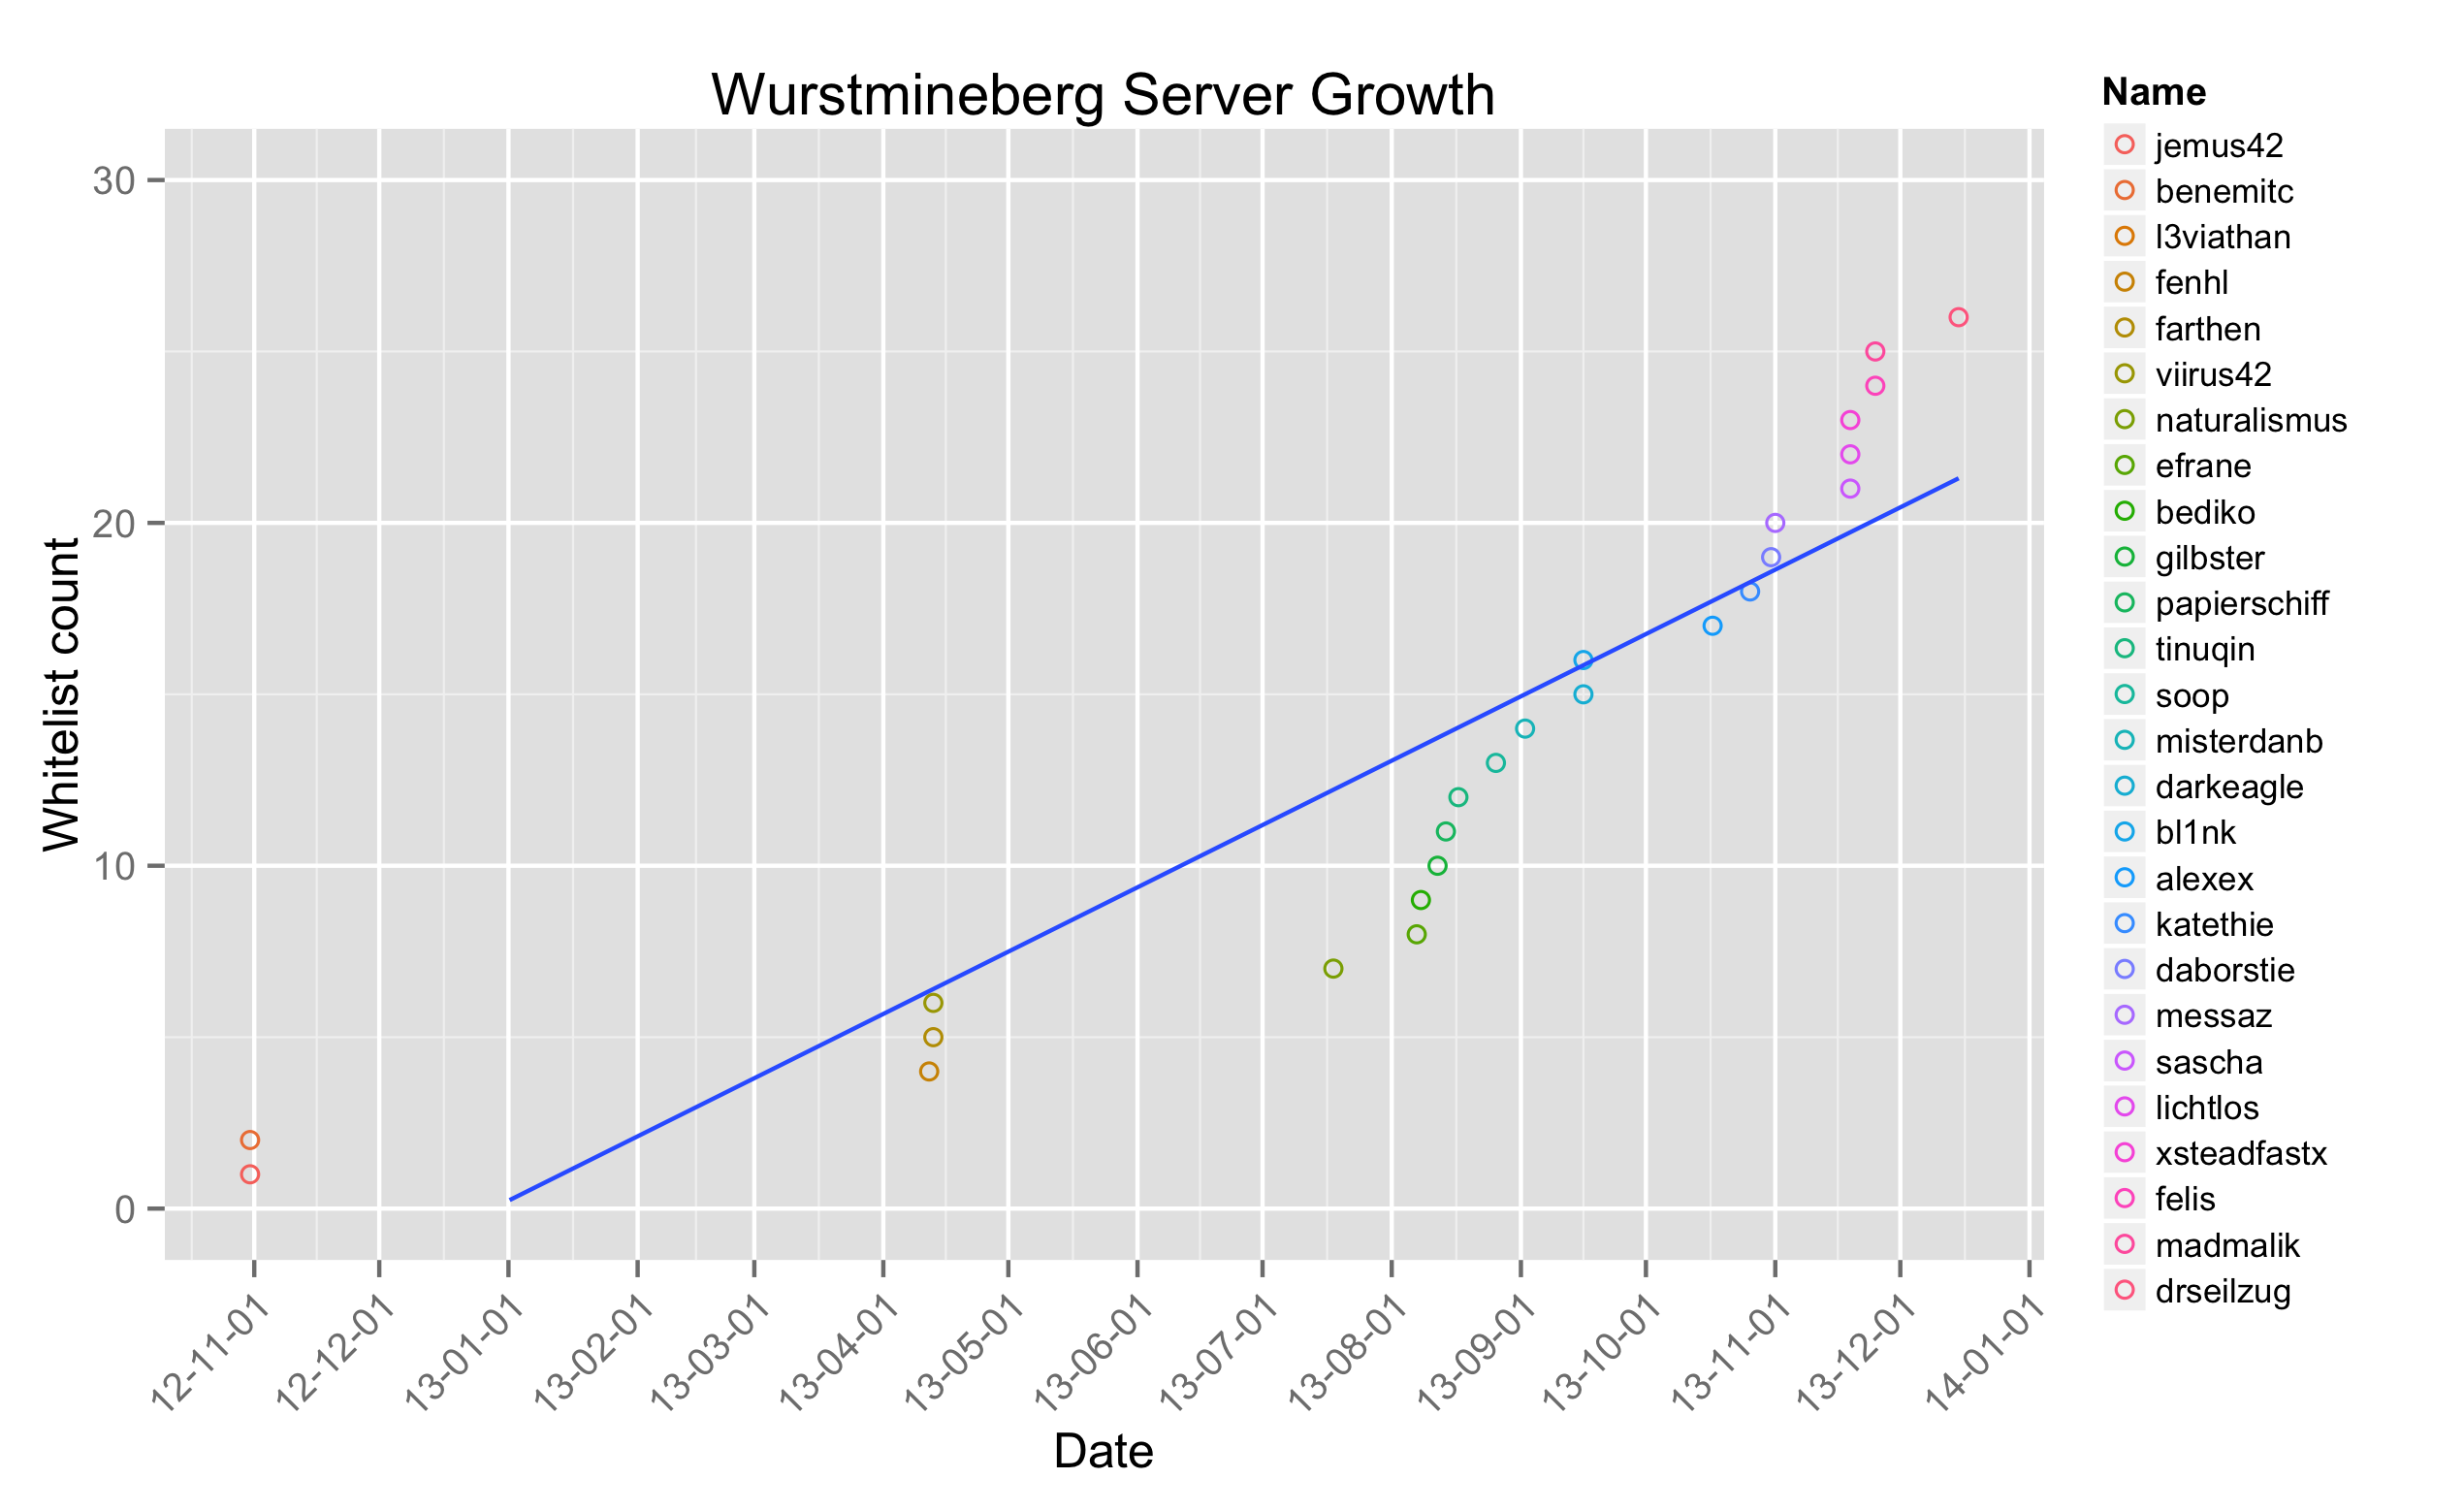 Wurstmineberg Server Growth
Whitelist count
30
20
10
0
12-11-01
12-12-01
13-01-01
13-02-01
13-03-01
13-04-01
13-05-01
13-06-01
13-07-01
13-08-01
13-09-01
13-10-01
13-11-01
13-12-01
14-01-01
Date
Name
jemus42
benemitc
l3viathan
fenhl
farthen
viirus42
naturalismus
efrane
bediko
gilbster
papierschiff
tinuqin
soop
misterdanb
darkeagle
bl1nk
alexex
katethie
daborstie
messaz
sascha
lichtlos
xsteadfastx
felis
madmalik
drseilzug